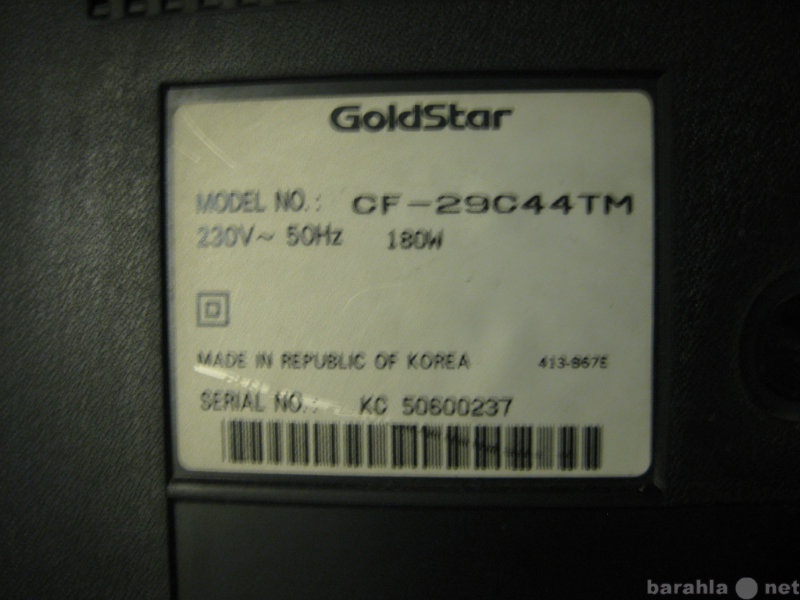 GoldStar
MODEL NO.: CF-29C44TM
230V~ 50Hz 180W
MADE IN REPUBLIC OF KOREA 413-867E
SERIAL NO.: KC 50600237
barahla net